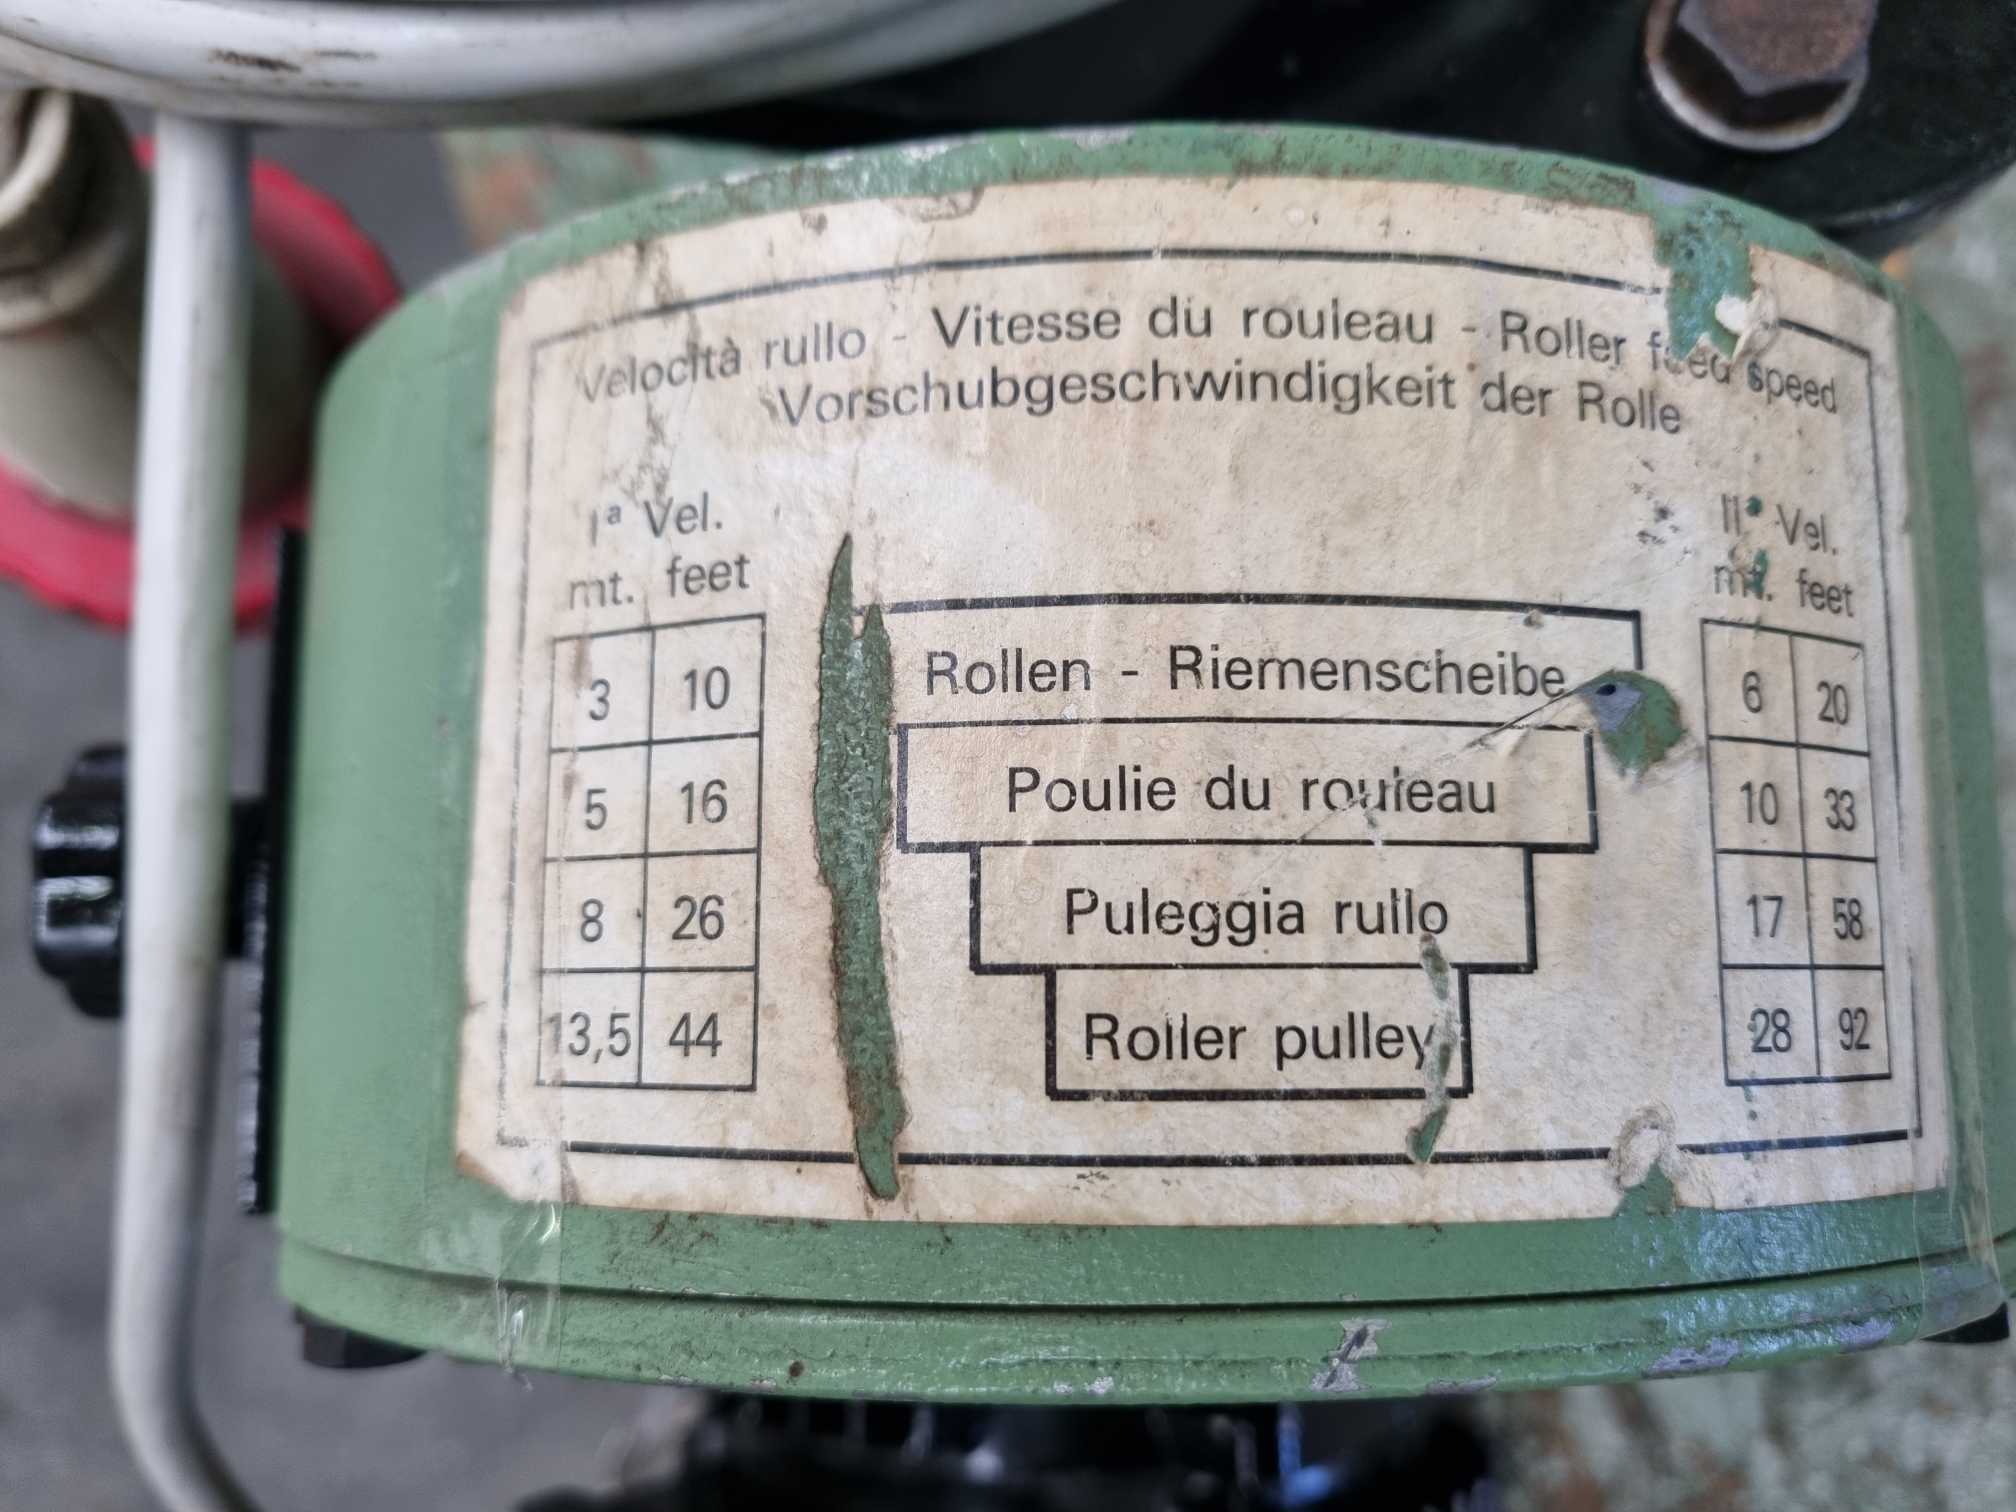 Velocità rullo - Vitesse du rouleau - Roller feed speed
Vorschubgeschwindigkeit der Rolle
Iª Vel.
mt. feet
3 10
5 16
8 26
13,5 44
Rollen - Riemenscheibe
Poulie du rouleau
Puleggia rullo
Roller pulley
IIª Vel.
mt. feet
6 20
10 33
17 58
28 92